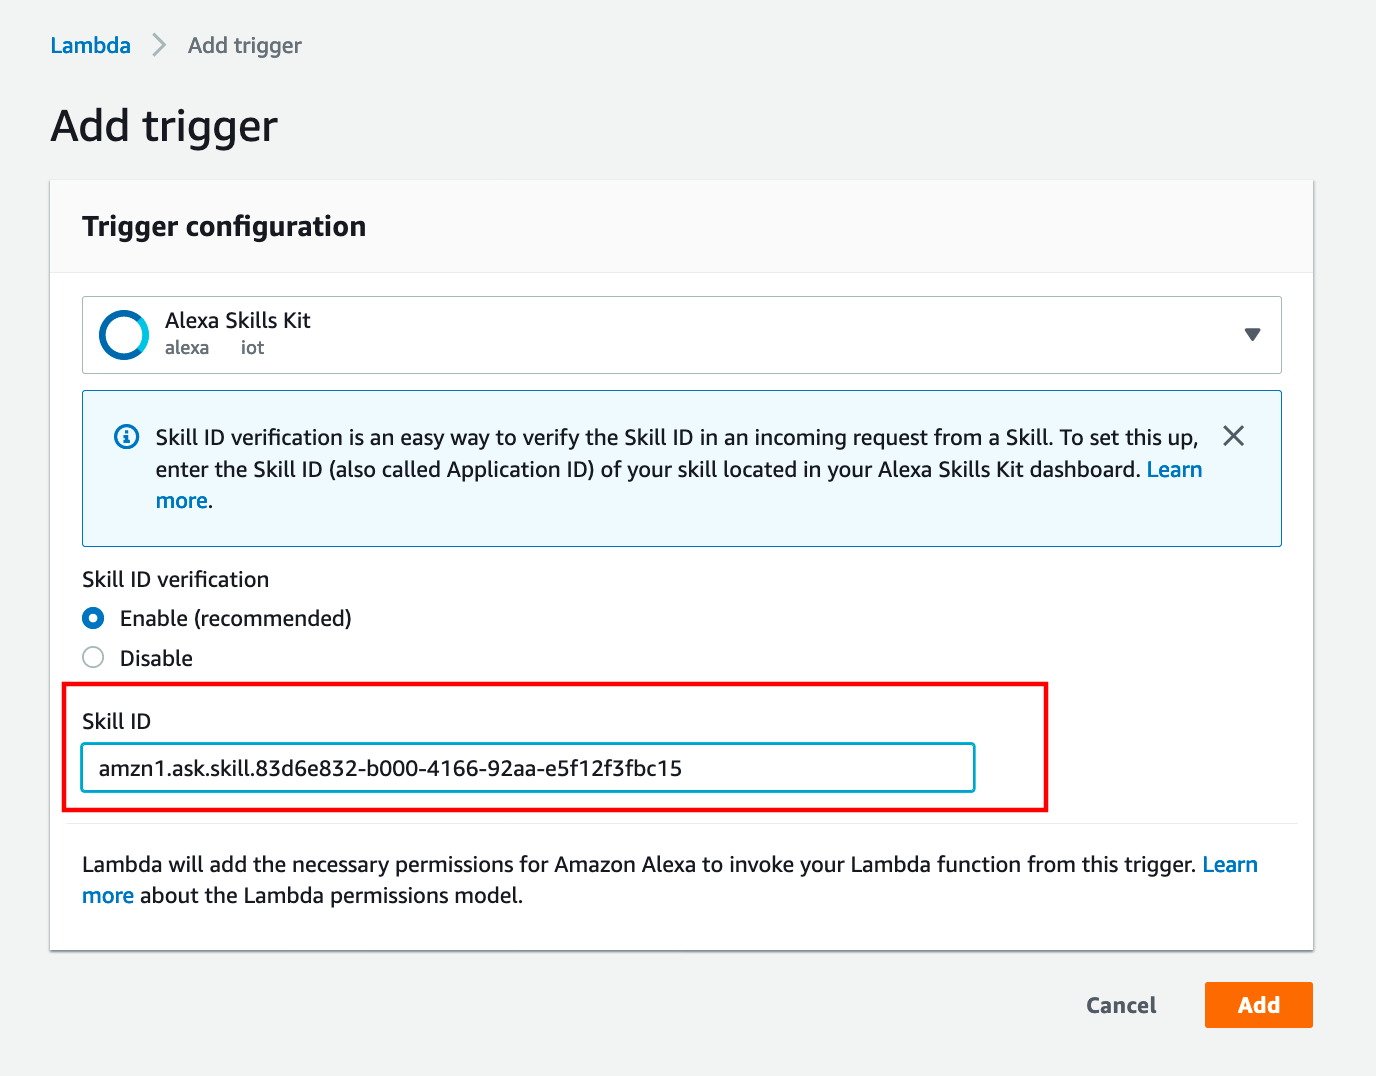 Lambda
Add trigger
Add trigger
Trigger configuration
Alexa Skills Kit
alexa iot
Skill ID verification is an easy way to verify the Skill ID in an incoming request from a Skill. To set this up,
enter the Skill ID (also called Application ID) of your skill located in your Alexa Skills Kit dashboard. Learn
more.
Skill ID verification
Enable (recommended)
Disable
Skill ID
amzn1.ask.skill.83d6e832-b000-4166-92aa-e5f12f3fbc15
Lambda will add the necessary permissions for Amazon Alexa to invoke your Lambda function from this trigger. Learn
more about the Lambda permissions model.
Cancel
Add